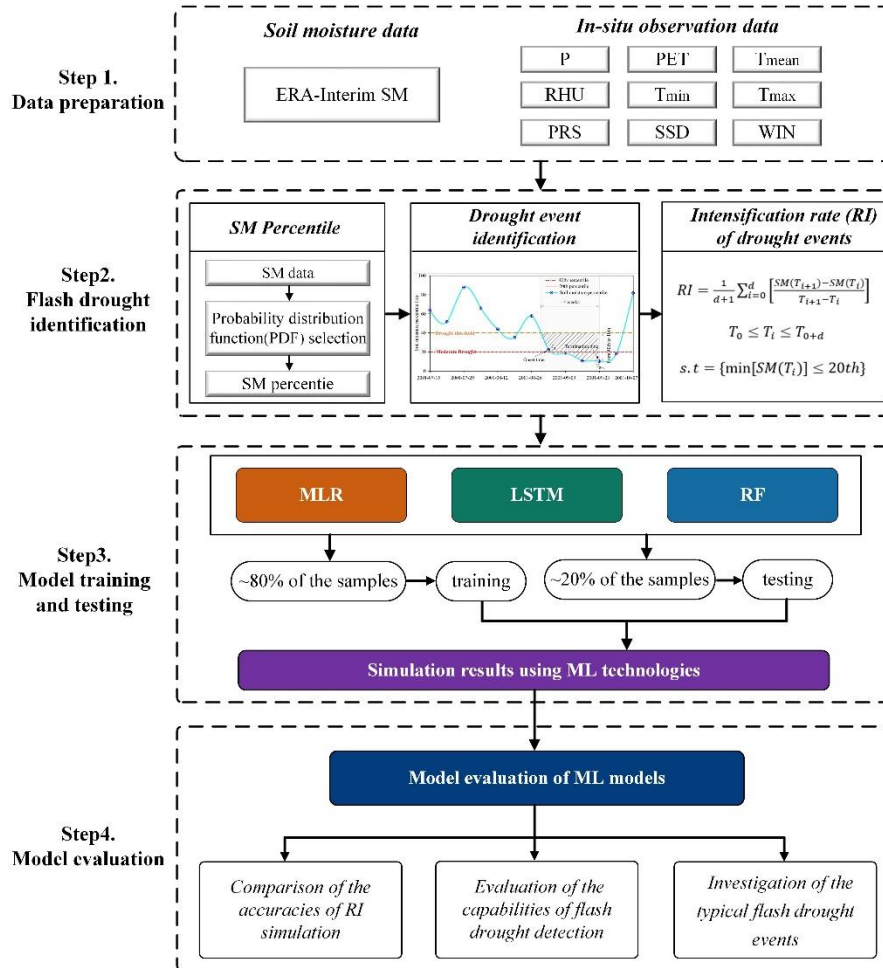 Soil moisture data
In-situ observation data
Step 1.
Data preparation
ERA-Interim SM
P
PET
Tmean
RHU
Tmin
Tmax
PRS
SSD
WIN
Step2.
Flash drought
identification
SM Percentile
SM data
Probability distribution
function(PDF) selection
SM percentie
Drought event
identification
Intensification rate (RI)
of drought events
RI = \frac{1}{d+1}\sum_{i=0}^{d}\left[\frac{SM(T_{i+1})-SM(T_i)}{T_{i+1}-T_i}\right]
T_0 ≤ T_i ≤ T_{0+d}
s.t = {min[SM(T_i)] ≤ 20th}
Step3.
Model training
and testing
MLR
LSTM
RF
~80% of the samples
training
~20% of the samples
testing
Simulation results using ML technologies
Step4.
Model evaluation
Model evaluation of ML models
Comparison of the
accuracies of RI
simulation
Evaluation of the
capabilities of flash
drought detection
Investigation of the
typical flash drought
events